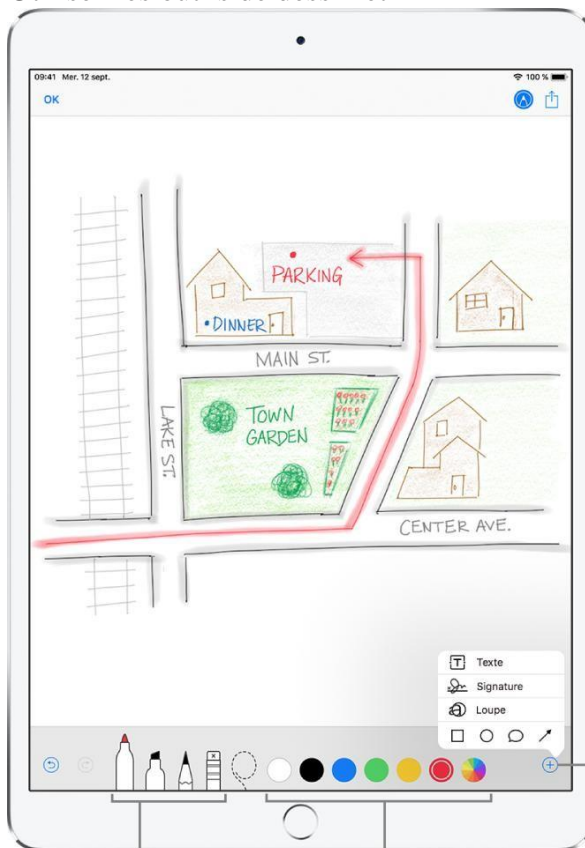 09:41 Mer. 12 sept.
100 %
OK
PARKING
DINNER
MAIN ST.
LAKE ST.
TOWN
GARDEN
CENTER AVE.
Texte
Signature
Loupe